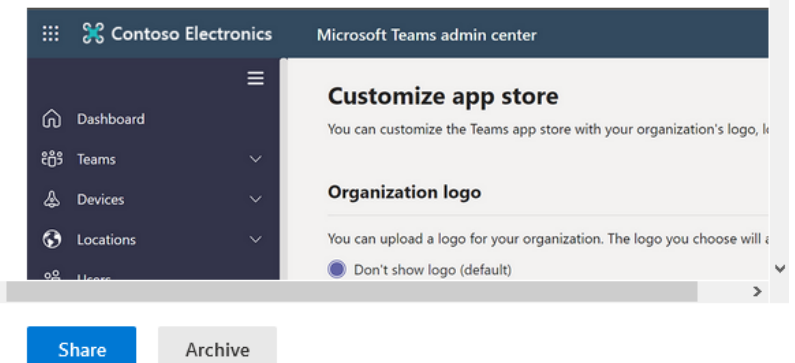 Contoso Electronics
Microsoft Teams admin center
Dashboard
Teams
Devices
Locations
Customize app store
You can customize the Teams app store with your organization's logo,
Organization logo
You can upload a logo for your organization. The logo you choose will
Don't show logo (default)
Share
Archive